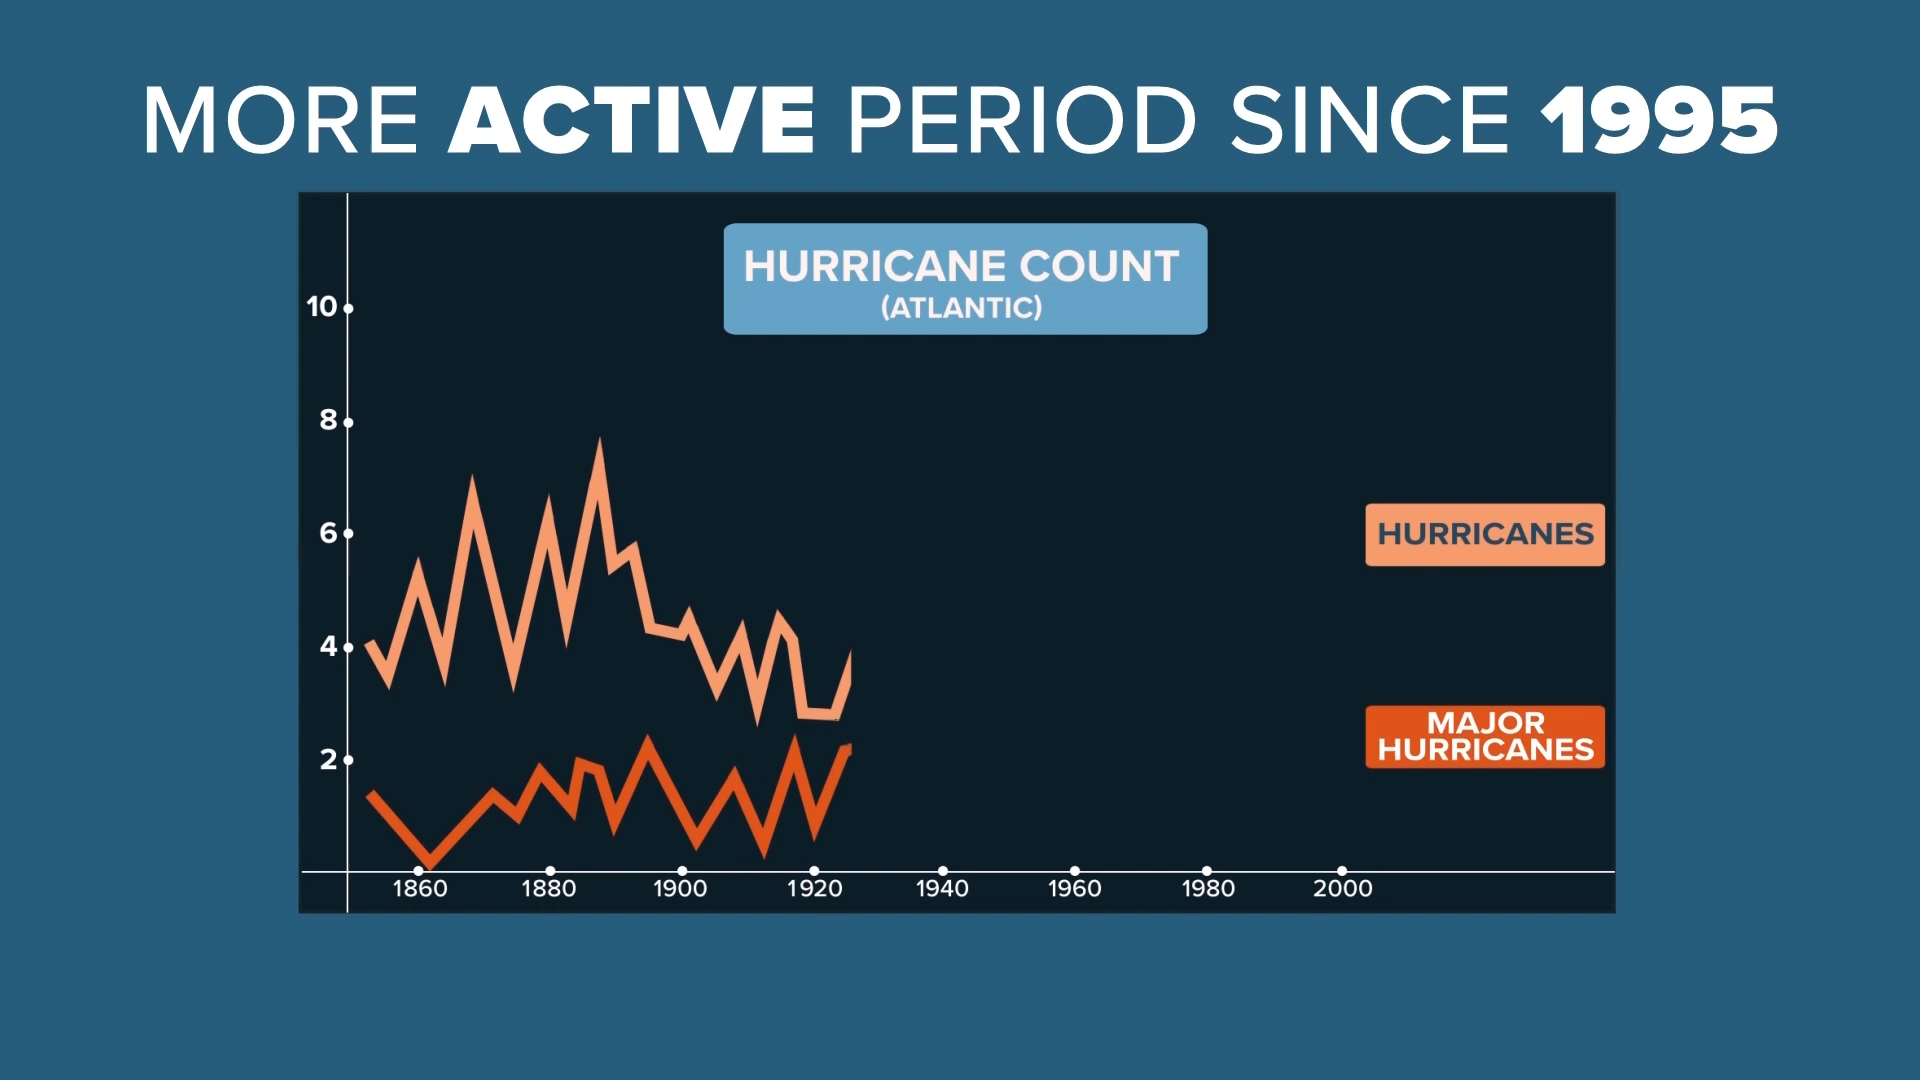 MORE ACTIVE PERIOD SINCE 1995
HURRICANE COUNT
(ATLANTIC)
10
8
6
4
2
HURRICANES
MAJOR
HURRICANES
1860 1880 1900 1920 1940 1960 1980 2000